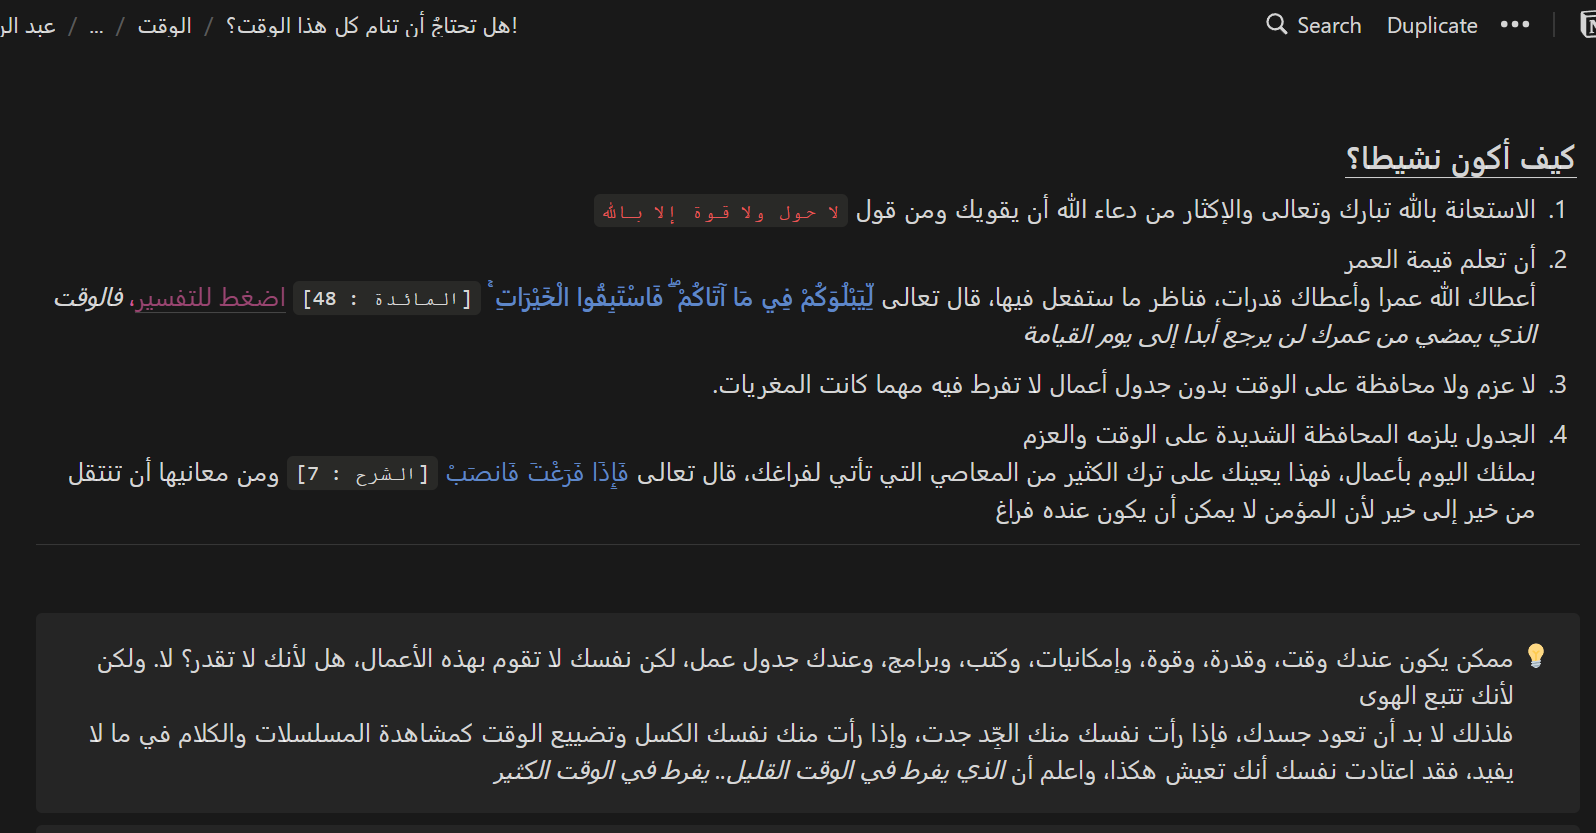 عبد الر / ... / الوقت / هل تحتاجُ أن تنام كل هذا الوقت؟!
Search Duplicate •••
كيف أكون نشيطا؟
1. الاستعانة بالله تبارك وتعالى والإكثار من دعاء الله أن يقويك ومن قول لا حول ولا قوة إلا بالله
2. أن تعلم قيمة العمر
أعطاك الله عمرا وأعطاك قدرات، فناظر ما ستفعل فيها، قال تعالى لِّيَبْلُوَكُمْ فِي مَا آتَاكُمْ ۖ فَاسْتَبِقُوا الْخَيْرَاتِ ۚ [المائدة : 48] اضغط للتفسير، فالوقت
الذي يمضي من عمرك لن يرجع أبدا إلى يوم القيامة
3. لا عزم ولا محافظة على الوقت بدون جدول أعمال لا تفرط فيه مهما كانت المغريات.
4. الجدول يلزمه المحافظة الشديدة على الوقت والعزم
بملئك اليوم بأعمال، فهذا يعينك على ترك الكثير من المعاصي التي تأتي لفراغك، قال تعالى فَإِذَا فَرَغْتَ فَانصَبْ [الشرح : 7] ومن معانيها أن تنتقل
من خير إلى خير لأن المؤمن لا يمكن أن يكون عنده فراغ
ممكن يكون عندك وقت، وقدرة، وقوة، وإمكانيات، وكتب، وبرامج، وعندك جدول عمل، لكن نفسك لا تقوم بهذه الأعمال، هل لأنك لا تقدر؟ لا. ولكن
لأنك تتبع الهوى
فلذلك لا بد أن تعود جسدك، فإذا رأت نفسك منك الجِّد جدت، وإذا رأت منك نفسك الكسل وتضييع الوقت كمشاهدة المسلسلات والكلام في ما لا
يفيد، فقد اعتادت نفسك أنك تعيش هكذا، واعلم أن الذي يفرط في الوقت القليل.. يفرط في الوقت الكثير